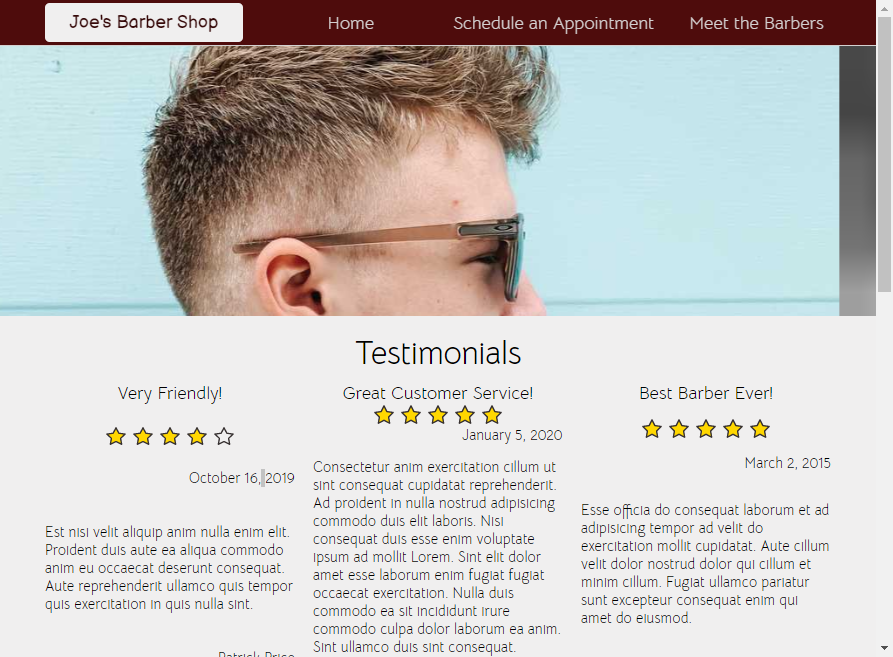 Joe's Barber Shop
Home
Schedule an Appointment
Meet the Barbers
Testimonials
Very Friendly!
October 16, 2019
Est nisi velit aliquip anim nulla enim elit.
Proident duis aute ea aliqua commodo
anim eu occaecat deserunt consequat.
Aute reprehenderit ullamco quis tempor
quis exercitation in quis nulla sint.
Patrick Price
Great Customer Service!
January 5, 2020
Consectetur anim exercitation cillum ut
sint consequat cupidatat reprehenderit.
Ad proident in nulla nostrud adipisicing
commodo duis elit laboris. Nisi
consequat duis esse enim voluptate
ipsum ad mollit Lorem. Sint elit dolor
amet esse laborum enim fugiat fugiat
occaecat exercitation. Nulla duis
commodo ea sit incididunt irure
commodo culpa dolor laborum ea anim.
Sint ullamco duis sint consequat.
Best Barber Ever!
March 2, 2015
Esse officia do consequat laborum et ad
adipisicing tempor ad velit do
exercitation mollit cupidatat. Aute cillum
velit dolor nostrud dolor qui cillum et
minim cillum. Fugiat ullamco pariatur
sunt excepteur consequat enim qui
amet do eiusmod.